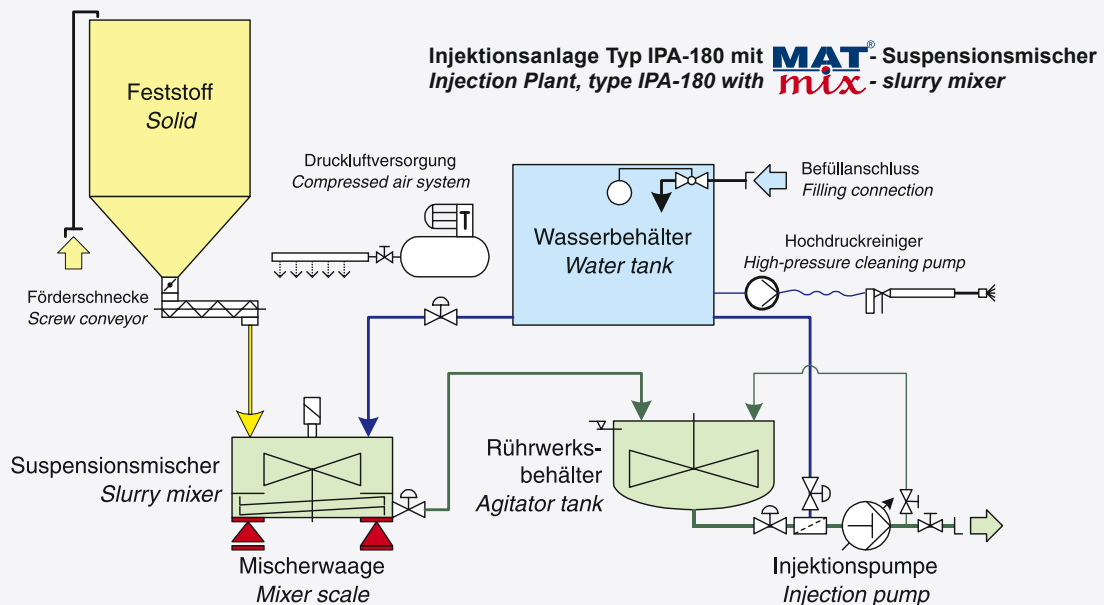 Injektionsanlage Typ IPA-180 mit MAT® - Suspensionsmischer
Injection Plant, type IPA-180 with mix - slurry mixer
Feststoff
Solid
Druckluftversorgung
Compressed air system
Befüllanschluss
Filling connection
Wasserbehälter
Water tank
Hochdruckreiniger
High-pressure cleaning pump
Förderschnecke
Screw conveyor
Suspensionsmischer
Slurry mixer
Rührwerks-
behälter
Agitator tank
Mischerwaage
Mixer scale
Injektionspumpe
Injection pump